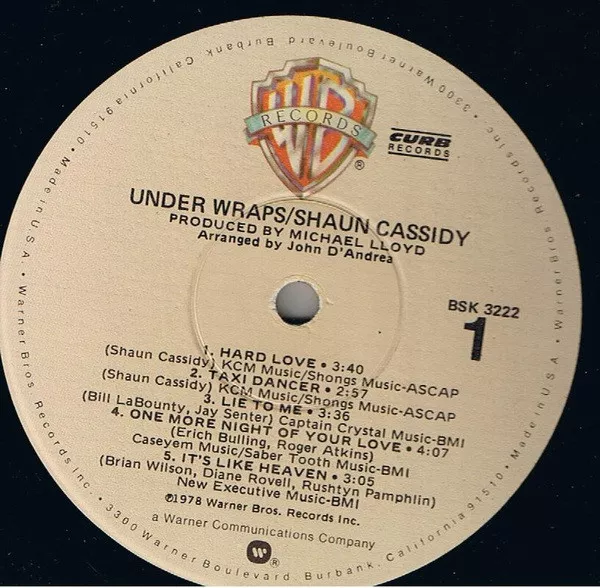 3300 Warner Boulevard Burbank, California 91510 • Made in U.S.A. • Warner Bros Records Inc. • 3300 Warner Boulevard, Burbank, California 91510 • Made in U.S.A. • Warner Bros Records Inc. •
WB
RECORDS
®
CURB
RECORDS
UNDER WRAPS/SHAUN CASSIDY
PRODUCED BY MICHAEL LLOYD
Arranged by John D'Andrea
BSK 3222
1
1. HARD LOVE • 3:40
(Shaun Cassidy) KCM Music/Shongs Music-ASCAP
2. TAXI DANCER • 2:57
(Shaun Cassidy) KCM Music/Shongs Music-ASCAP
3. LIE TO ME • 3:36
(Bill LaBounty, Jay Senter) Captain Crystal Music-BMI
4. ONE MORE NIGHT OF YOUR LOVE • 4:07
(Erich Bulling, Roger Atkins)
Caseyem Music/Saber Tooth Music-BMI
5. IT'S LIKE HEAVEN • 3:05
(Brian Wilson, Diane Rovell, Rushtyn Pamphlin)
New Executive Music-BMI
℗1978 Warner Bros. Records Inc.
a Warner Communications Company
W ®